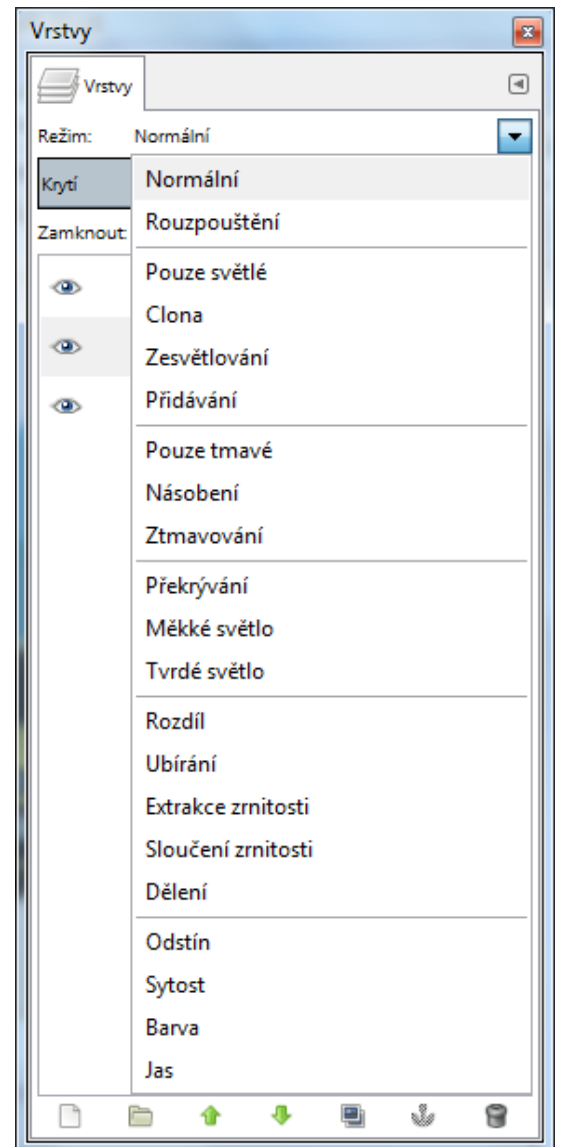 Vrstvy
Vrstvy
Režim: Normální
Krytí
Normální
Zamknout:
Rouzpouštění
Pouze světlé
Clona
Zesvětlování
Přidávání
Pouze tmavé
Násobení
Ztmavování
Překrývání
Měkké světlo
Tvrdé světlo
Rozdíl
Ubírání
Extrakce zrnitosti
Sloučení zrnitosti
Dělení
Odstín
Sytost
Barva
Jas